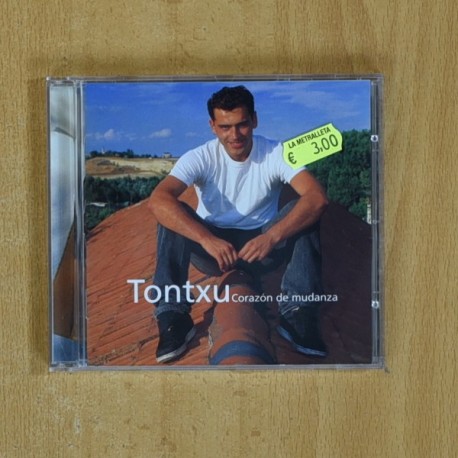 LA METRALLETA
€ 3,00
Tontxu Corazón de mudanza